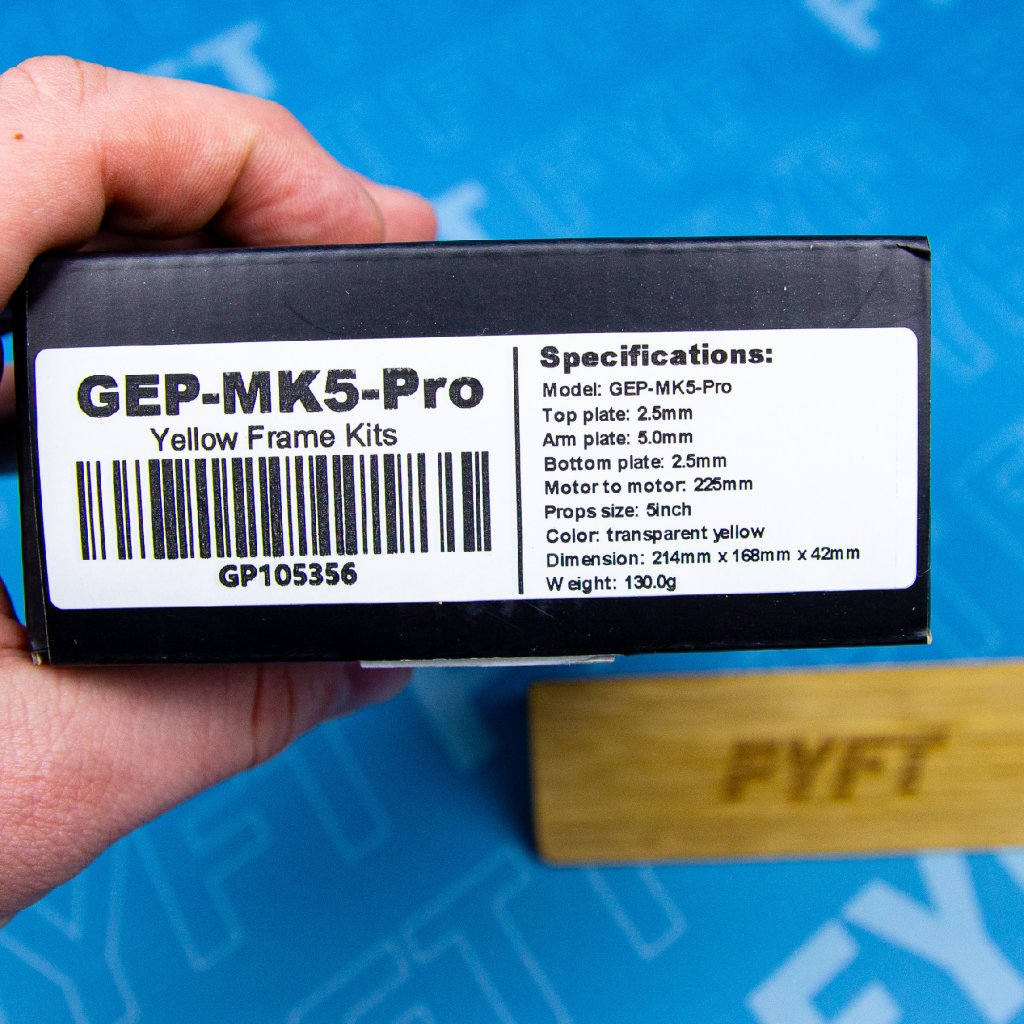 GEP-MK5-Pro
Yellow Frame Kits
GP105356
Specifications:
Model: GEP-MK5-Pro
Top plate: 2.5mm
Arm plate: 5.0mm
Bottom plate: 2.5mm
Motor to motor: 225mm
Props size: 5inch
Color: transparent yellow
Dimension: 214mm x 168mm x 42mm
Weight: 130.0g
FYFT